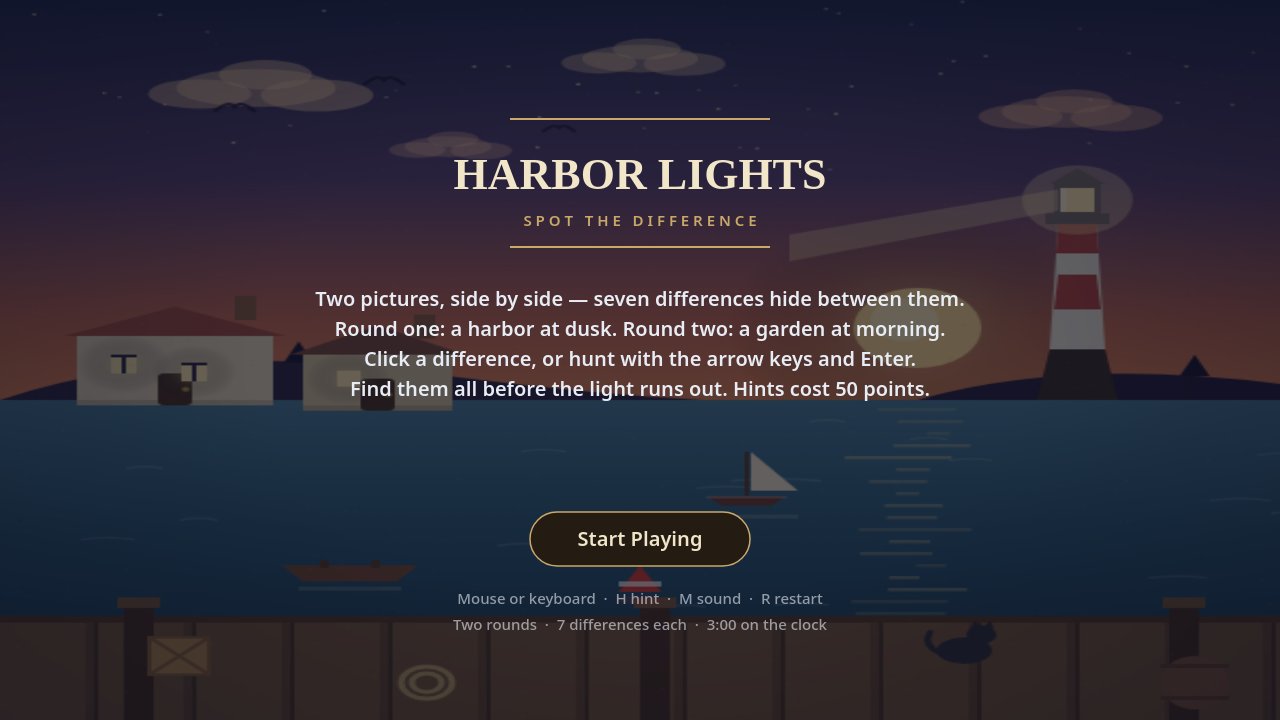 HARBOR LIGHTS
SPOT THE DIFFERENCE
Two pictures, side by side — seven differences hide between them.
Round one: a harbor at dusk. Round two: a garden at morning.
Click a difference, or hunt with the arrow keys and Enter.
Find them all before the light runs out. Hints cost 50 points.
Start Playing
Mouse or keyboard · H hint · M sound · R restart
Two rounds · 7 differences each · 3:00 on the clock